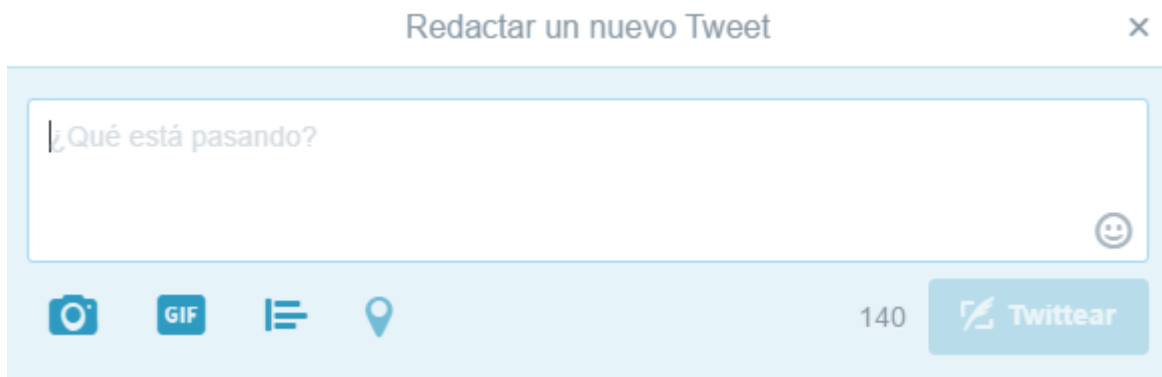 Redactar un nuevo Tweet
¿Qué está pasando?
GIF
140 Twittear